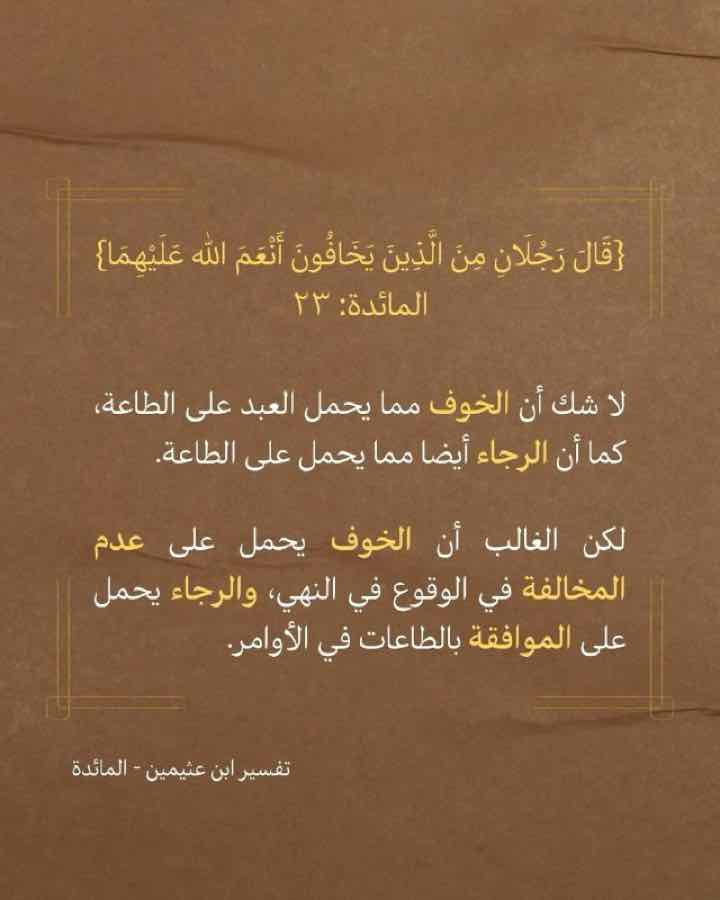 {قَالَ رَجُلَانِ مِنَ الَّذِينَ يَخَافُونَ أَنْعَمَ الله عَلَيْهِمَا}
المائدة: ٢٣
لا شك أن الخوف مما يحمل العبد على الطاعة،
كما أن الرجاء أيضا مما يحمل على الطاعة.
لكن الغالب أن الخوف يحمل على عدم
المخالفة في الوقوع في النهي، والرجاء يحمل
على الموافقة بالطاعات في الأوامر.
تفسير ابن عثيمين - المائدة